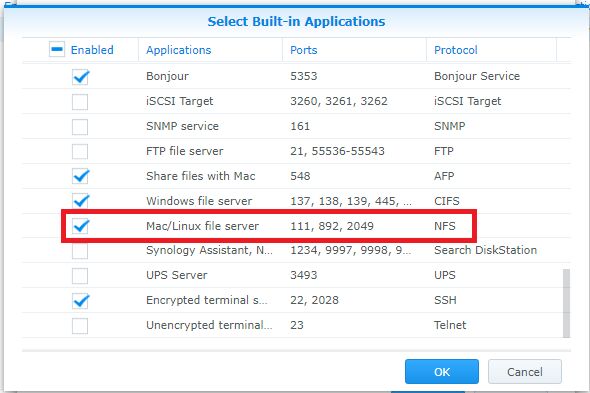 Select Built-in Applications
Enabled Applications Ports Protocol
Bonjour 5353 Bonjour Service
iSCSI Target 3260, 3261, 3262 iSCSI Target
SNMP service 161 SNMP
FTP file server 21, 55536-55543 FTP
Share files with Mac 548 AFP
Windows file server 137, 138, 139, 445, ... CIFS
Mac/Linux file server 111, 892, 2049 NFS
Synology Assistant, N... 1234, 9997, 9998, 9... Search DiskStation
UPS Server 3493 UPS
Encrypted terminal s... 22, 2028 SSH
Unencrypted terminal... 23 Telnet
OK Cancel